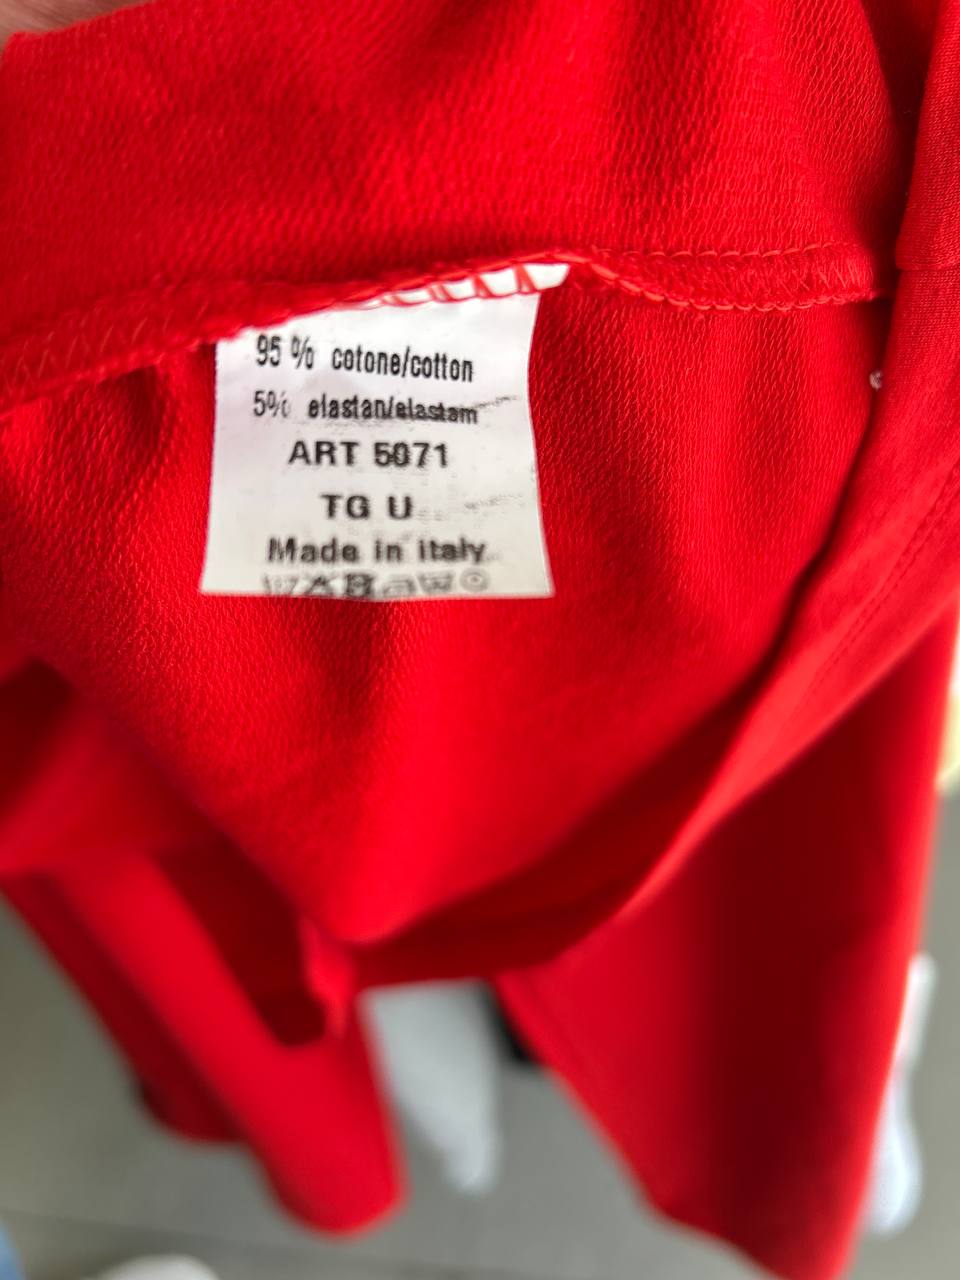 95 % cotone/cotton
5% elastan/elastam
ART 5071
TG U
Made in italy